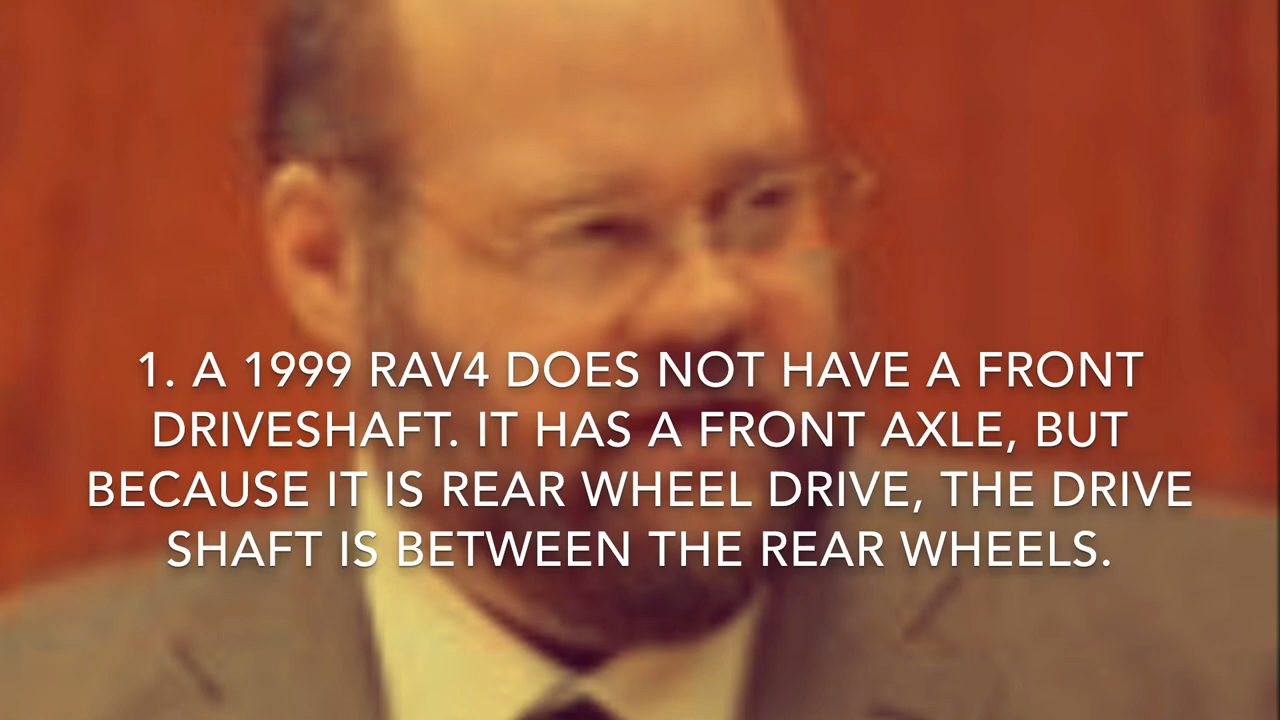 1. A 1999 RAV4 DOES NOT HAVE A FRONT
DRIVESHAFT. IT HAS A FRONT AXLE, BUT
BECAUSE IT IS REAR WHEEL DRIVE, THE DRIVE
SHAFT IS BETWEEN THE REAR WHEELS.